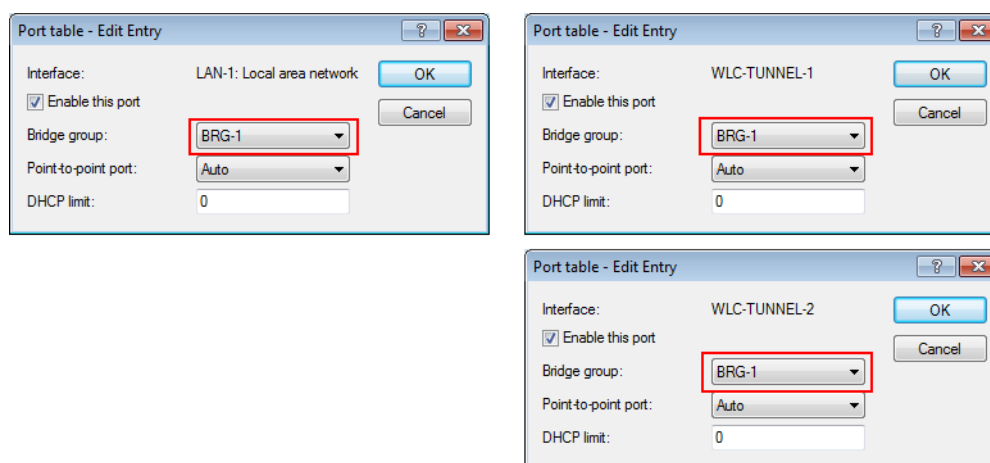 Port table - Edit Entry
Interface: LAN-1: Local area network OK
Enable this port
Cancel
Bridge group: BRG-1
Point-to-point port: Auto
DHCP limit: 0
Port table - Edit Entry
Interface: WLC-TUNNEL-1 OK
Enable this port
Cancel
Bridge group: BRG-1
Point-to-point port: Auto
DHCP limit: 0
Port table - Edit Entry
Interface: WLC-TUNNEL-2 OK
Enable this port
Cancel
Bridge group: BRG-1
Point-to-point port: Auto
DHCP limit: 0